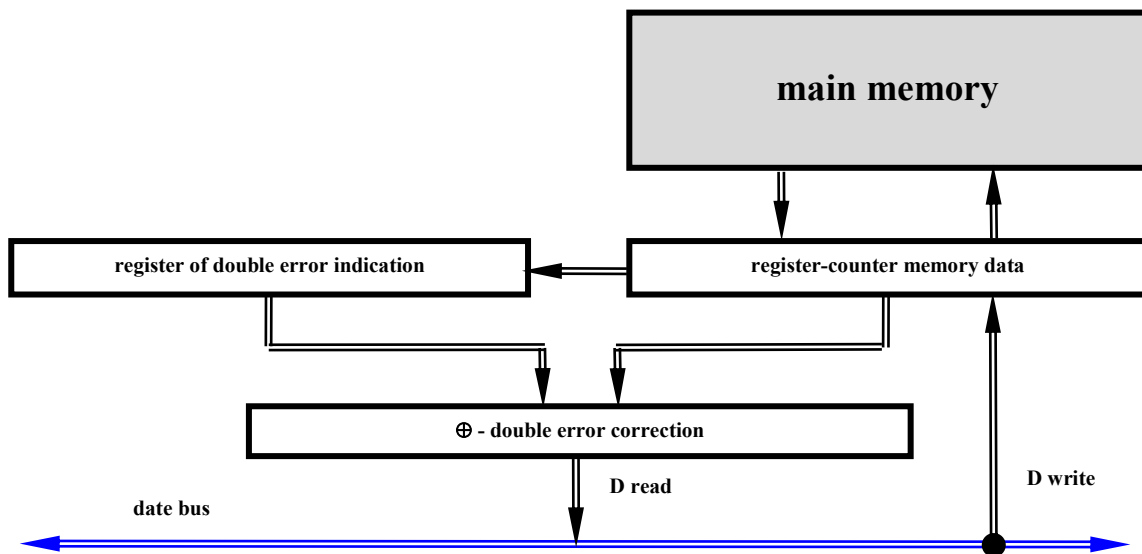 main memory
register of double error indication
register-counter memory data
⊕ - double error correction
D read
D write
date bus